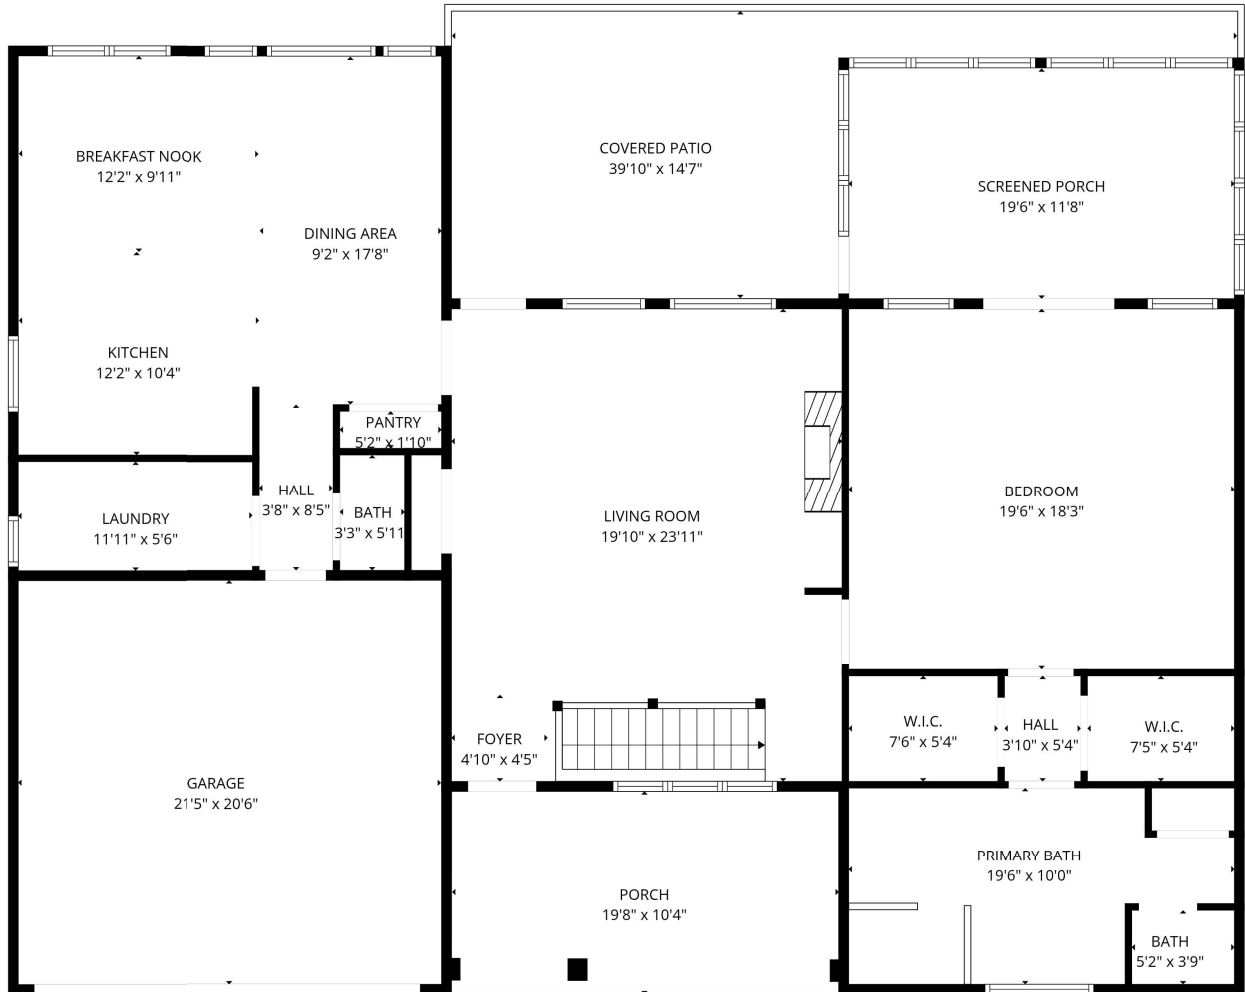 COVERED PATIO
39'10" x 14'7"
BREAKFAST NOOK
12'2" x 9'11"
SCREENED PORCH
19'6" x 11'8"
DINING AREA
9'2" x 17'8"
KITCHEN
12'2" x 10'4"
PANTRY
5'2" x 1'10"
HALL
3'8" x 8'5"
BATH
3'3" x 5'11
LAUNDRY
11'11" x 5'6"
LIVING ROOM
19'10" x 23'11"
BEDROOM
19'6" x 18'3"
W.I.C.
7'6" x 5'4"
HALL
3'10" x 5'4"
W.I.C.
7'5" x 5'4"
FOYER
4'10" x 4'5"
GARAGE
21'5" x 20'6"
PRIMARY BATH
19'6" x 10'0"
PORCH
19'8" x 10'4"
BATH
5'2" x 3'9"